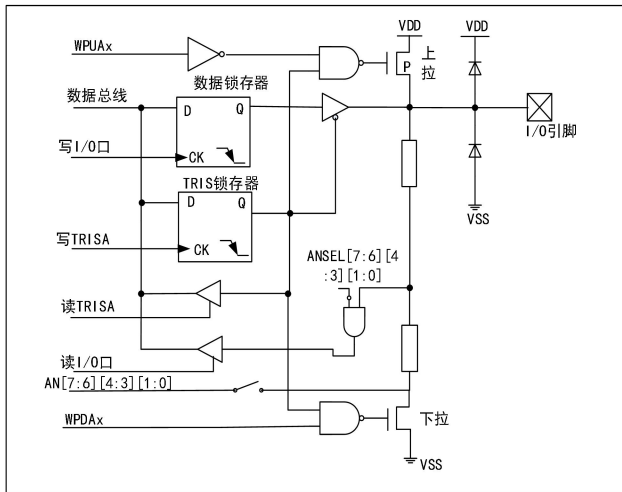 VDD
VDD
WPUAx
上拉
P
数据总线
数据锁存器
D
Q
I/O引脚
写I/O口
CK
TRIS锁存器
VSS
D
Q
写TRISA
CK
ANSEL[7:6][4
:3][1:0]
读TRISA
读I/O口
AN[7:6][4:3][1:0]
下拉
WPDAx
VSS